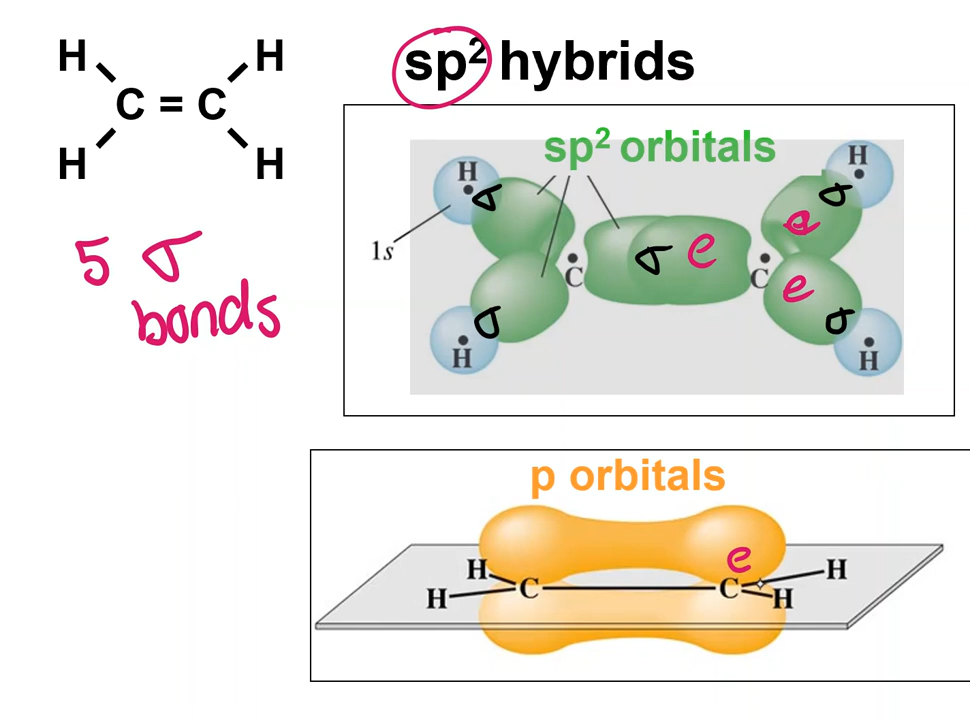 H H
C = C
H H
sp² hybrids
5 σ
bonds
sp² orbitals
H σ
σ H
1s
C σ e C
e
e
σ H
σ H
p orbitals
e
H C C H
H H